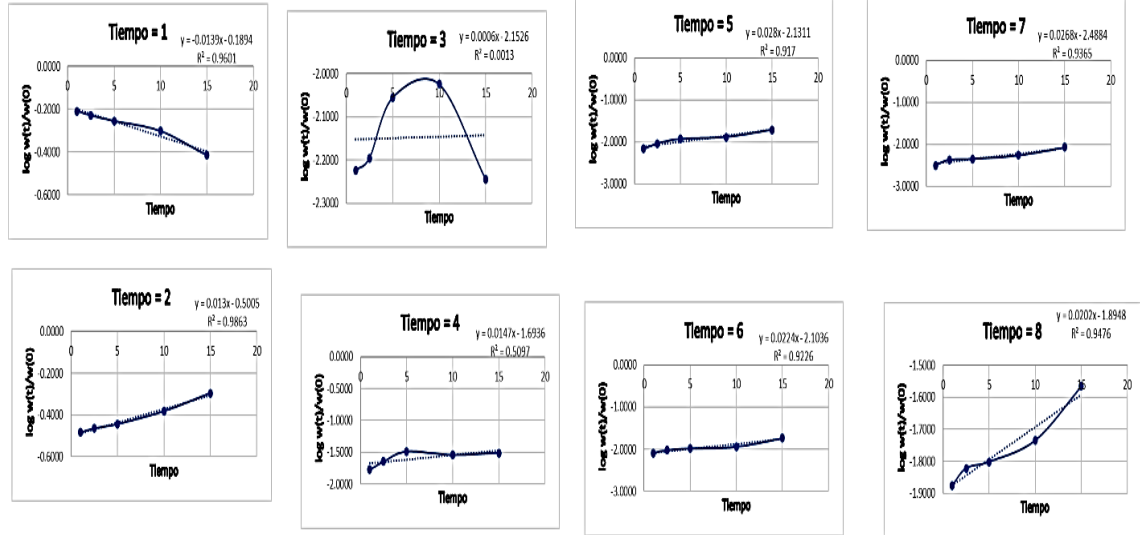 Tiempo = 1
y = -0.0139x - 0.1894
R² = 0.9601
0.0000
-0.2000
-0.4000
-0.6000
0 5 10 15 20
log w(t)/w(0)
Tiempo
Tiempo = 3
y = 0.0006x - 2.1526
R² = 0.0013
-2.0000
-2.1000
-2.2000
-2.3000
0 5 10 15 20
log w(t)/w(0)
Tiempo
Tiempo = 5
y = 0.028x - 2.1311
R² = 0.917
0.0000
-1.0000
-2.0000
-3.0000
0 5 10 15 20
log w(t)/w(0)
Tiempo
Tiempo = 7
y = 0.0268x - 2.4884
R² = 0.9365
0.0000
-1.0000
-2.0000
-3.0000
0 5 10 15 20
log w(t)/w(0)
Tiempo
Tiempo = 2
y = 0.013x - 0.5005
R² = 0.9863
0.0000
-0.2000
-0.4000
-0.6000
0 5 10 15 20
log w(t)/w(0)
Tiempo
Tiempo = 4
y = 0.0147x - 1.6936
R² = 0.5097
0.0000
-0.5000
-1.0000
-1.5000
-2.0000
0 5 10 15 20
log w(t)/w(0)
Tiempo
Tiempo = 6
y = 0.0224x - 2.1036
R² = 0.9226
0.0000
-1.0000
-2.0000
-3.0000
0 5 10 15 20
log w(t)/w(0)
Tiempo
Tiempo = 8
y = 0.0202x - 1.8948
R² = 0.9476
-1.5000
-1.6000
-1.7000
-1.8000
-1.9000
0 5 10 15 20
log w(t)/w(0)
Tiempo